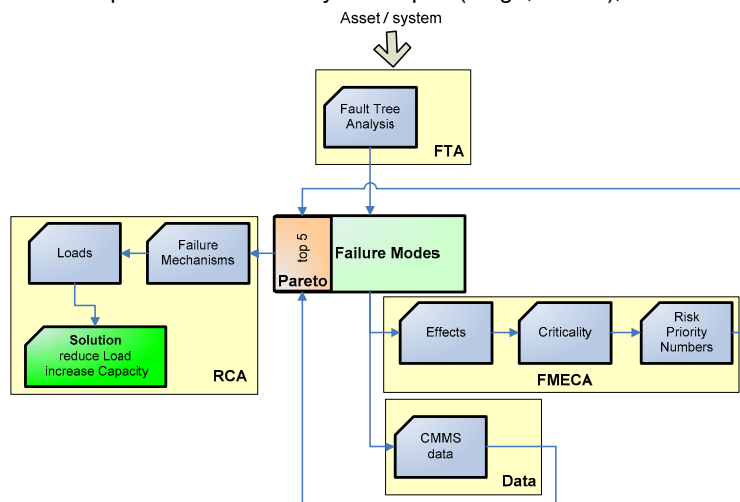 Asset / system
Fault Tree
Analysis
FTA
Loads
Failure
Mechanisms
top 5
Pareto
Failure Modes
Solution
reduce Load
increase Capacity
RCA
Effects
Criticality
Risk
Priority
Numbers
FMECA
CMMS
data
Data